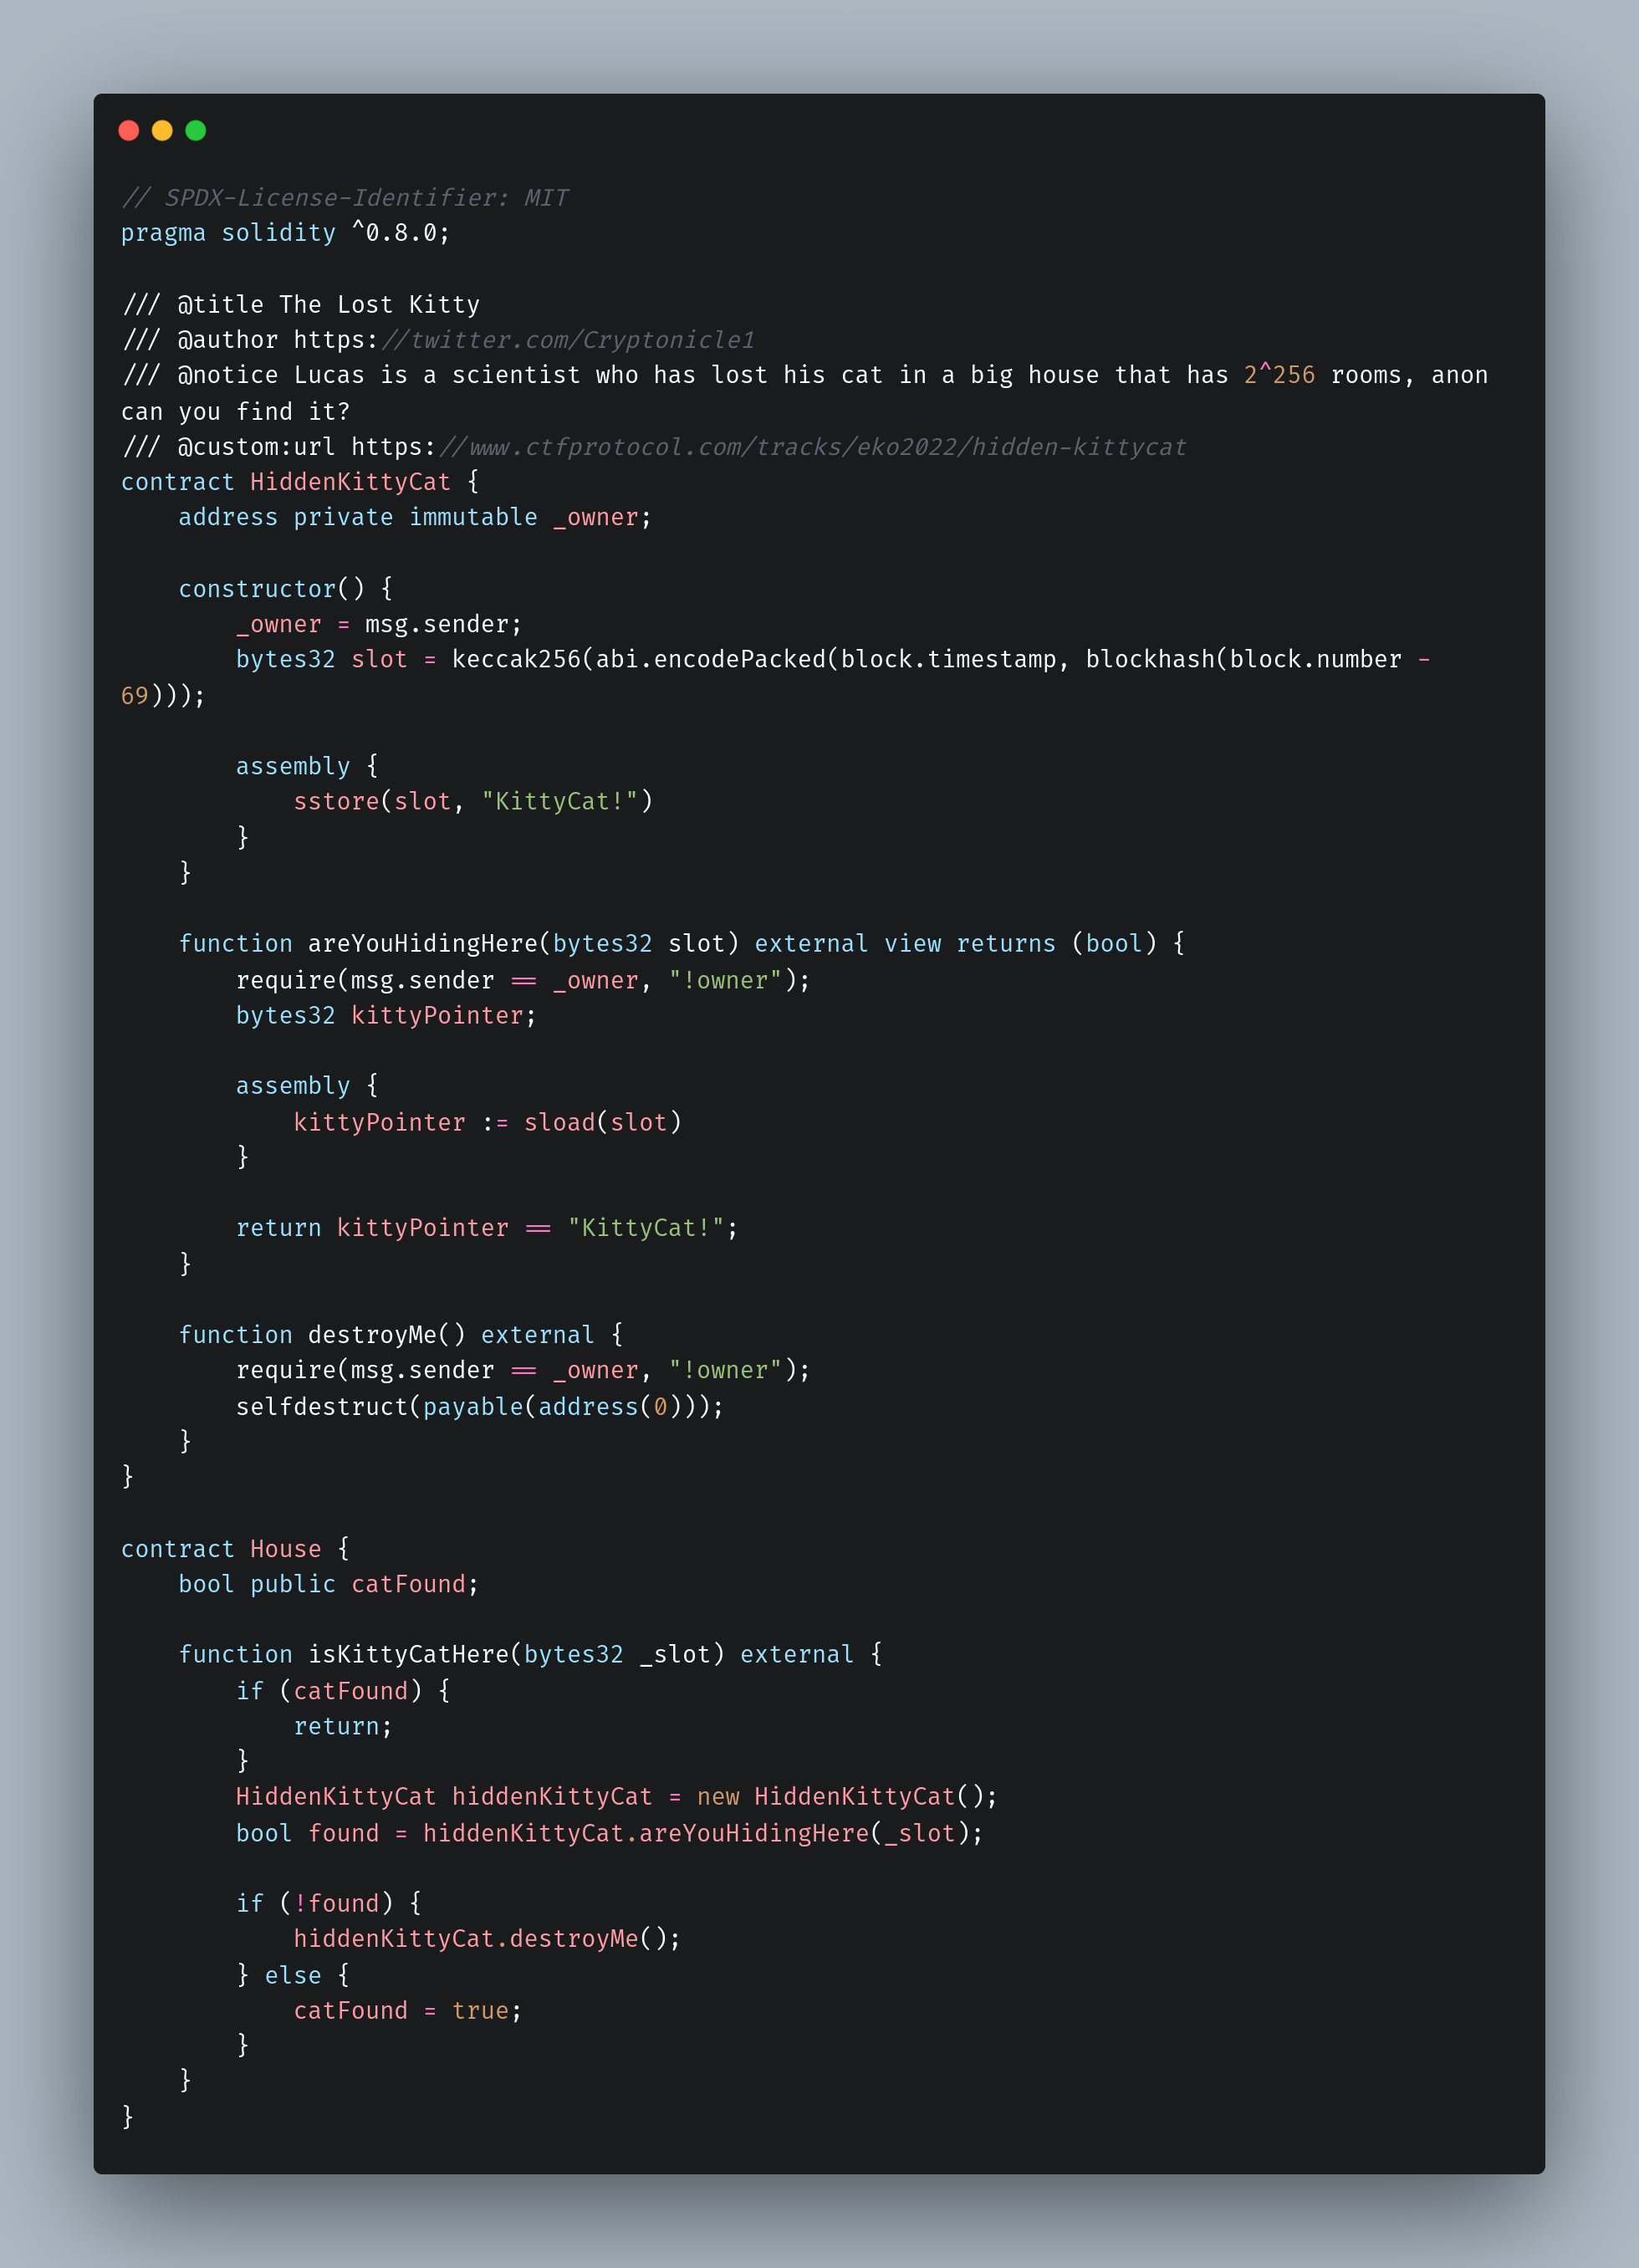 // SPDX-License-Identifier: MIT
pragma solidity ^0.8.0;

/// @title The Lost Kitty
/// @author https://twitter.com/Cryptonicle1
/// @notice Lucas is a scientist who has lost his cat in a big house that has 2^256 rooms, anon
can you find it?
/// @custom:url https://www.ctfprotocol.com/tracks/eko2022/hidden-kittycat
contract HiddenKittyCat {
    address private immutable _owner;

    constructor() {
        _owner = msg.sender;
        bytes32 slot = keccak256(abi.encodePacked(block.timestamp, blockhash(block.number -
69)));

        assembly {
            sstore(slot, "KittyCat!")
        }
    }

    function areYouHidingHere(bytes32 slot) external view returns (bool) {
        require(msg.sender == _owner, "!owner");
        bytes32 kittyPointer;

        assembly {
            kittyPointer := sload(slot)
        }

        return kittyPointer == "KittyCat!";
    }

    function destroyMe() external {
        require(msg.sender == _owner, "!owner");
        selfdestruct(payable(address(0)));
    }
}

contract House {
    bool public catFound;

    function isKittyCatHere(bytes32 _slot) external {
        if (catFound) {
            return;
        }
        HiddenKittyCat hiddenKittyCat = new HiddenKittyCat();
        bool found = hiddenKittyCat.areYouHidingHere(_slot);

        if (!found) {
            hiddenKittyCat.destroyMe();
        } else {
            catFound = true;
        }
    }
}